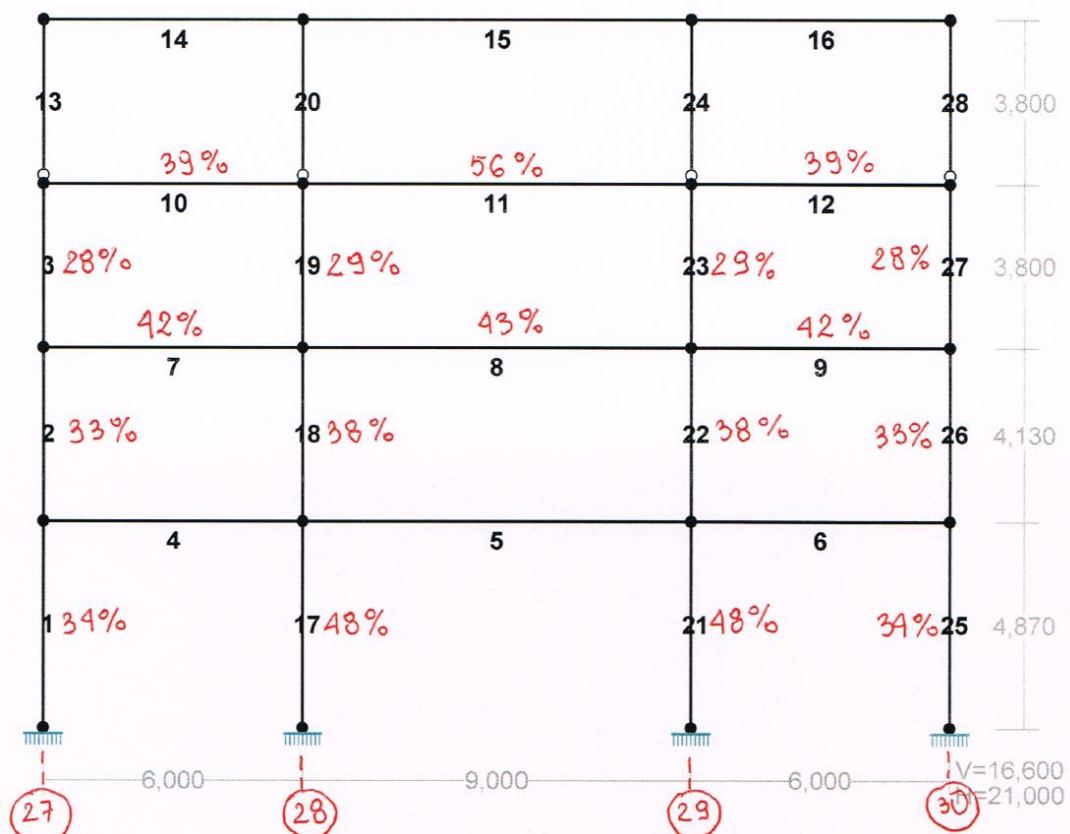 14 15 16
13 20 24 28 3,800
39% 56% 39%
10 11 12
3 28% 19 29% 23 29% 28% 27 3,800
42% 43% 42%
7 8 9
2 33% 18 38% 22 38% 33% 26 4,130
4 5 6
1 34% 17 48% 21 48% 34% 25 4,870
6,000 9,000 6,000 V=16,600
27 28 29 30 H=21,000